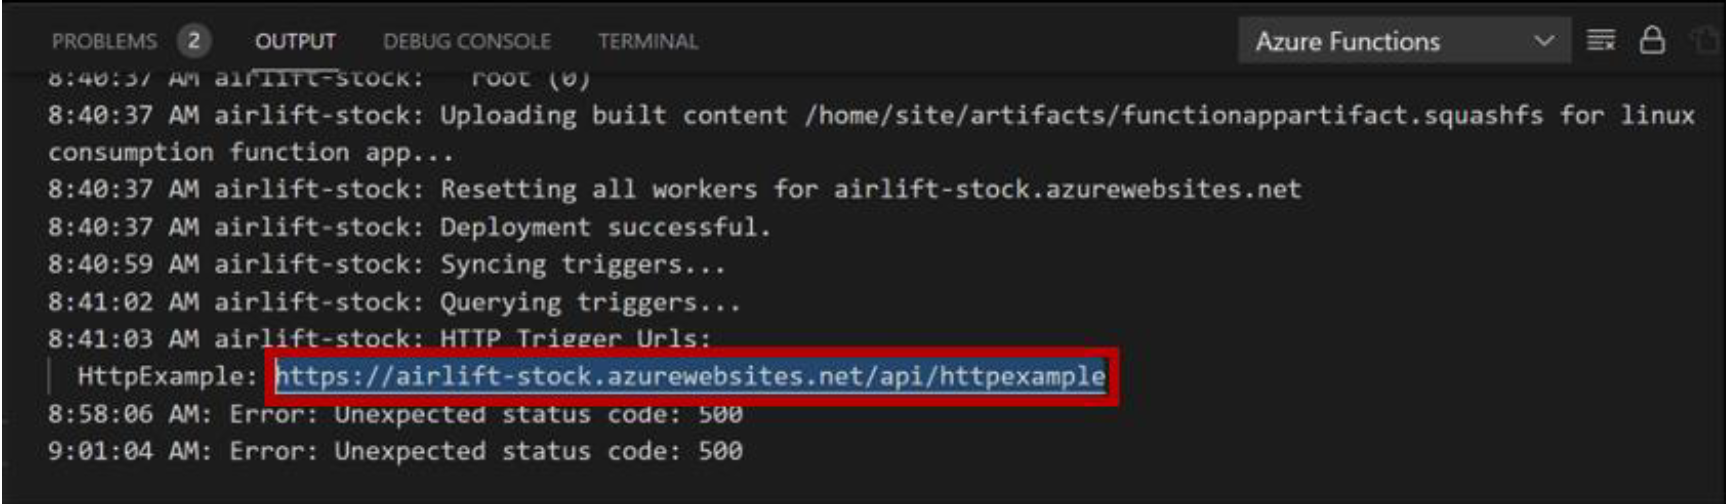 PROBLEMS 2 OUTPUT DEBUG CONSOLE TERMINAL Azure Functions
8:40:37 AM airlift-stock:   root (0)
8:40:37 AM airlift-stock: Uploading built content /home/site/artifacts/functionappartifact.squashfs for linux
consumption function app...
8:40:37 AM airlift-stock: Resetting all workers for airlift-stock.azurewebsites.net
8:40:37 AM airlift-stock: Deployment successful.
8:40:59 AM airlift-stock: Syncing triggers...
8:41:02 AM airlift-stock: Querying triggers...
8:41:03 AM airlift-stock: HTTP Trigger Urls:
HttpExample: https://airlift-stock.azurewebsites.net/api/httpexample
8:58:06 AM: Error: Unexpected status code: 500
9:01:04 AM: Error: Unexpected status code: 500